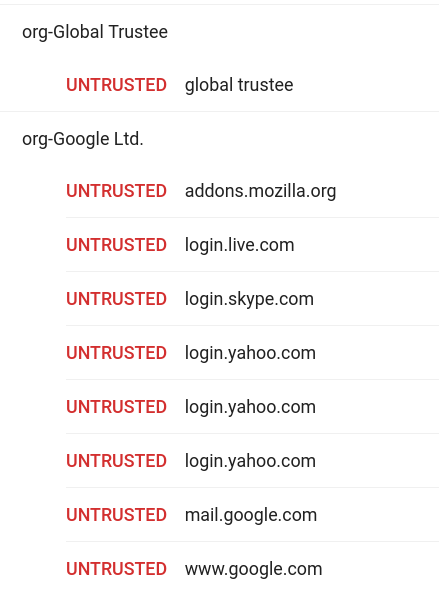 org-Global Trustee
UNTRUSTED global trustee
org-Google Ltd.
UNTRUSTED addons.mozilla.org
UNTRUSTED login.live.com
UNTRUSTED login.skype.com
UNTRUSTED login.yahoo.com
UNTRUSTED login.yahoo.com
UNTRUSTED login.yahoo.com
UNTRUSTED mail.google.com
UNTRUSTED www.google.com